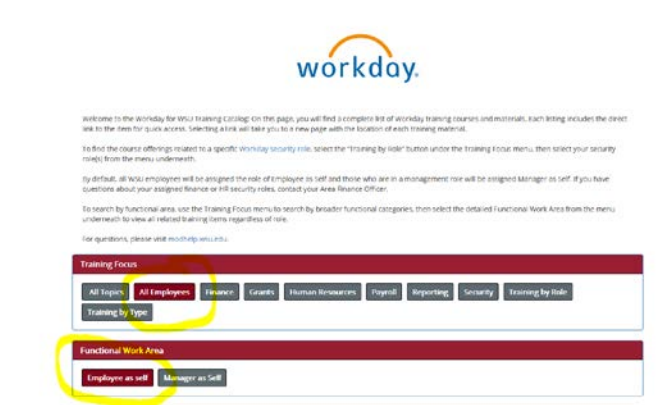 workday.
Welcome to the Workday for WSU Training Catalog! On this page, you will find a complete list of Workday training courses and materials. Each listing includes the direct
link to the item for quick access. Selecting a link will take you to a new page with the location of each training material.
To find the course offerings related to a specific Workday security role, select the "Training by Role" button under the Training Focus menu, then select your security
role(s) from the menu underneath.
By default, all WSU employees will be assigned the role of Employee as Self and those who are in a management role will be assigned Manager as Self. If you have
questions about your assigned finance or HR security roles, contact your Area Finance Officer.
To search by functional area, use the Training Focus menu to search by broader functional categories, then select the detailed Functional Work Area from the menu
underneath to view all related training items regardless of role.
For questions, please visit modhelp.wsu.edu.
Training Focus
All Topics All Employees Finance Grants Human Resources Payroll Reporting Security Training by Role
Training by Type
Functional Work Area
Employee as self Manager as Self